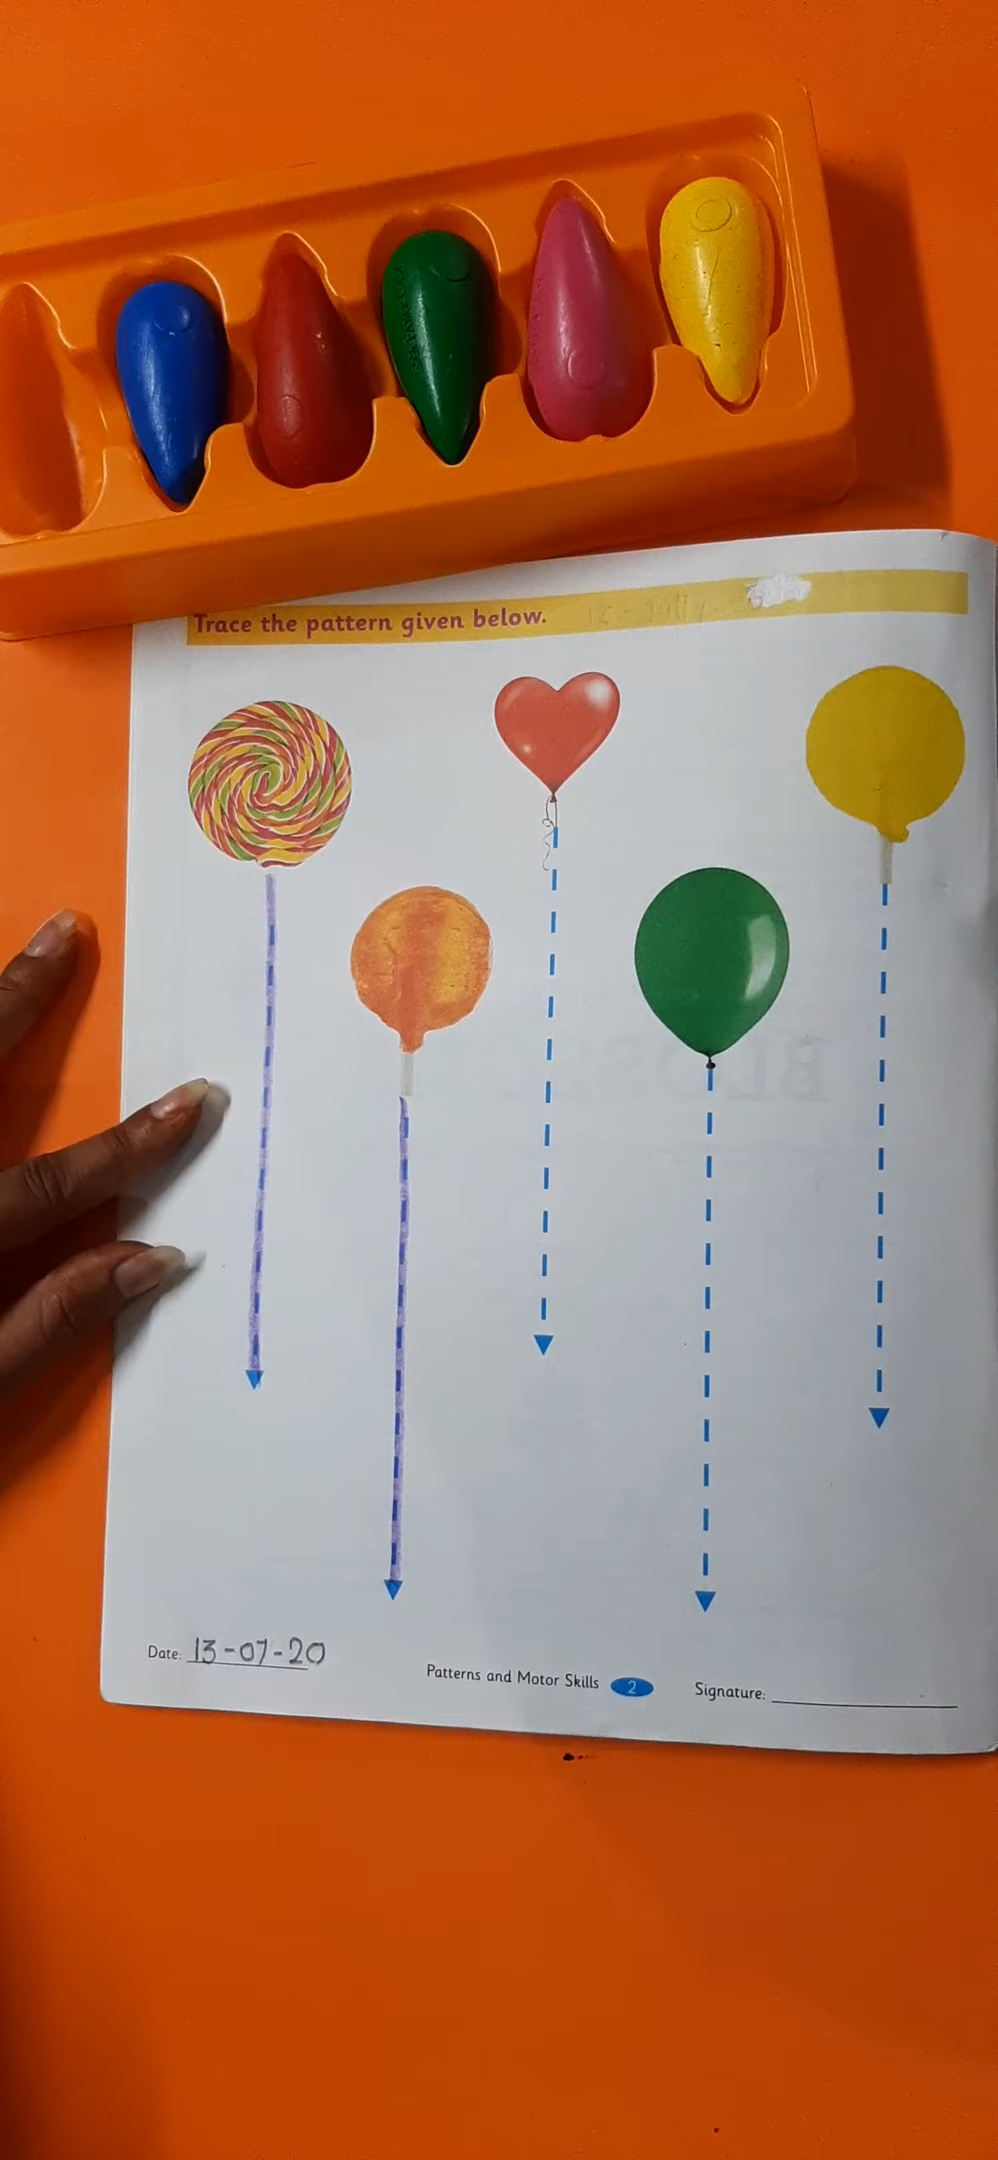 Trace the pattern given below.
Date: 13-07-20
Patterns and Motor Skills 2 Signature: